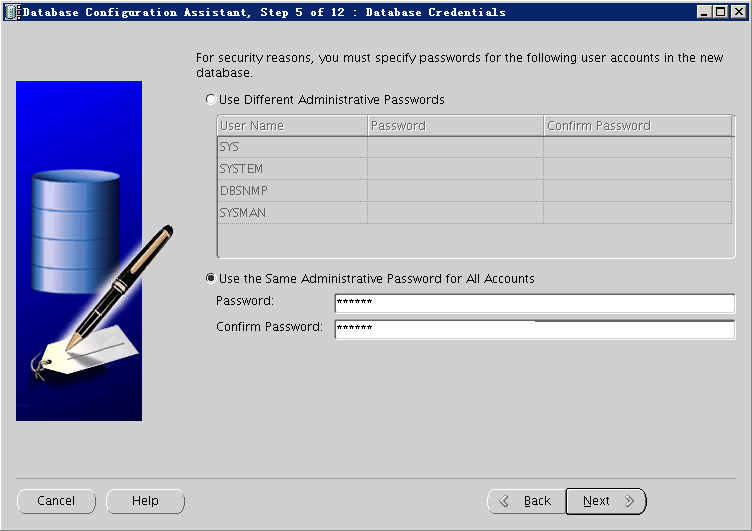 Database Configuration Assistant, Step 5 of 12 : Database Credentials
For security reasons, you must specify passwords for the following user accounts in the new
database.
Use Different Administrative Passwords
User Name Password Confirm Password
SYS
SYSTEM
DBSNMP
SYSMAN
Use the Same Administrative Password for All Accounts
Password: ******
Confirm Password: ******
Cancel Help Back Next